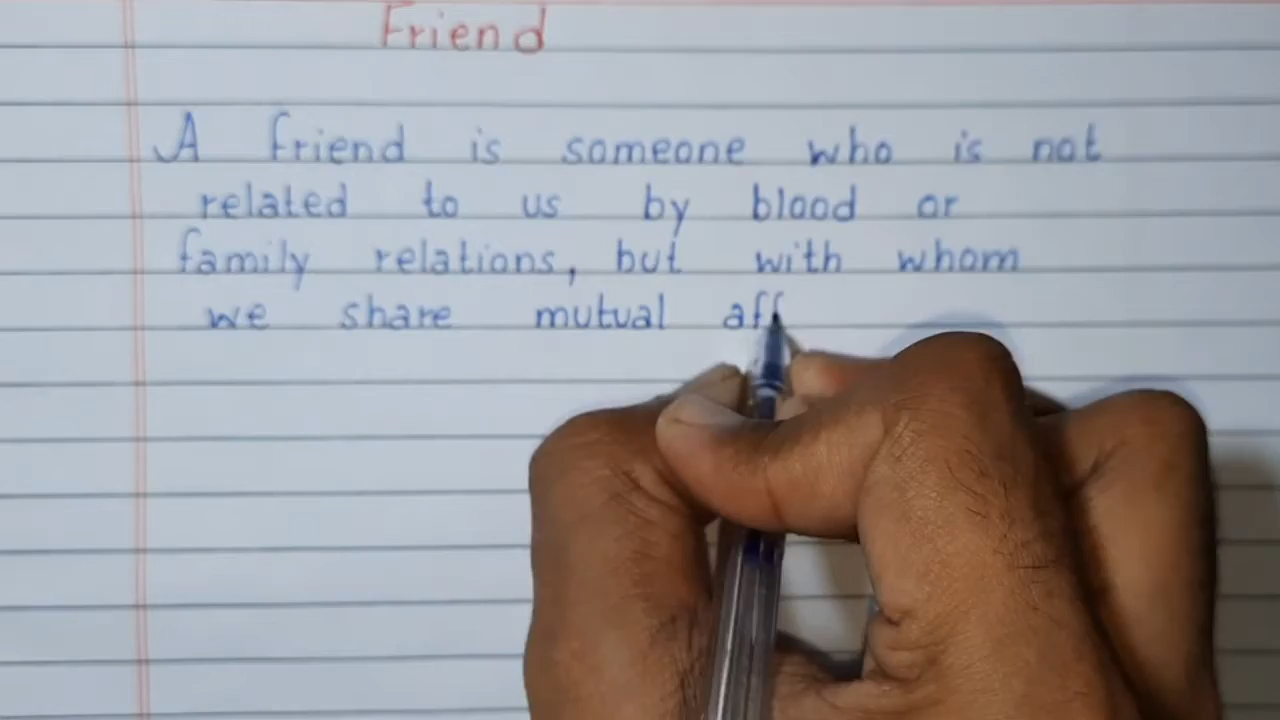 Friend
A friend is someone who is not
related to us by blood or
family relations, but with whom
we share mutual aff